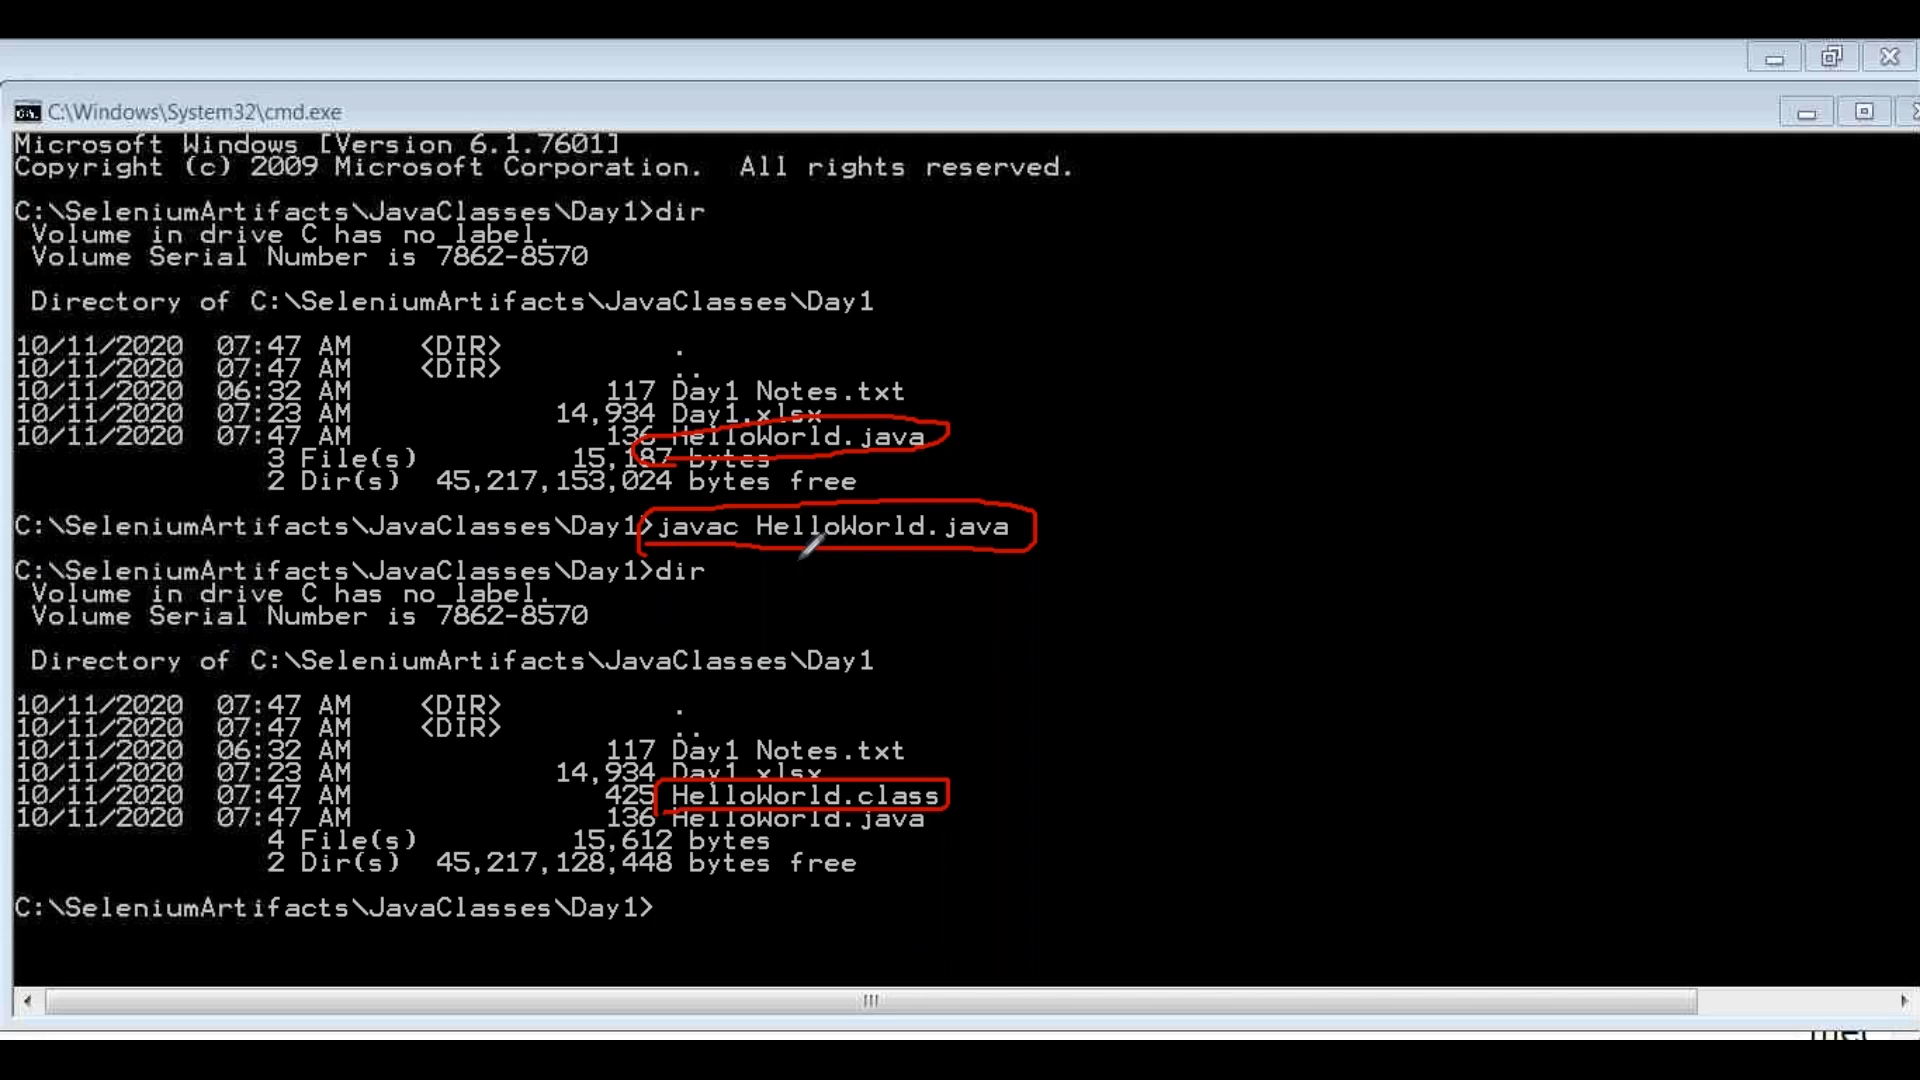 C:\Windows\System32\cmd.exe
Microsoft Windows [Version 6.1.7601]
Copyright (c) 2009 Microsoft Corporation.  All rights reserved.
C:\SeleniumArtifacts\JavaClasses\Day1>dir
Volume in drive C has no label.
Volume Serial Number is 7862-8570
Directory of C:\SeleniumArtifacts\JavaClasses\Day1
10/11/2020  07:47 AM    <DIR>          .
10/11/2020  07:47 AM    <DIR>          ..
10/11/2020  06:32 AM               117 Day1 Notes.txt
10/11/2020  07:23 AM            14,934 Day1.xlsx
10/11/2020  07:47 AM               136 HelloWorld.java
3 File(s)         15,187 bytes
2 Dir(s)  45,217,153,024 bytes free
C:\SeleniumArtifacts\JavaClasses\Day1>javac HelloWorld.java
C:\SeleniumArtifacts\JavaClasses\Day1>dir
Volume in drive C has no label.
Volume Serial Number is 7862-8570
Directory of C:\SeleniumArtifacts\JavaClasses\Day1
10/11/2020  07:47 AM    <DIR>          .
10/11/2020  07:47 AM    <DIR>          ..
10/11/2020  06:32 AM               117 Day1 Notes.txt
10/11/2020  07:23 AM            14,934 Day1.xlsx
10/11/2020  07:47 AM               425 HelloWorld.class
10/11/2020  07:47 AM               136 HelloWorld.java
4 File(s)         15,612 bytes
2 Dir(s)  45,217,128,448 bytes free
C:\SeleniumArtifacts\JavaClasses\Day1>